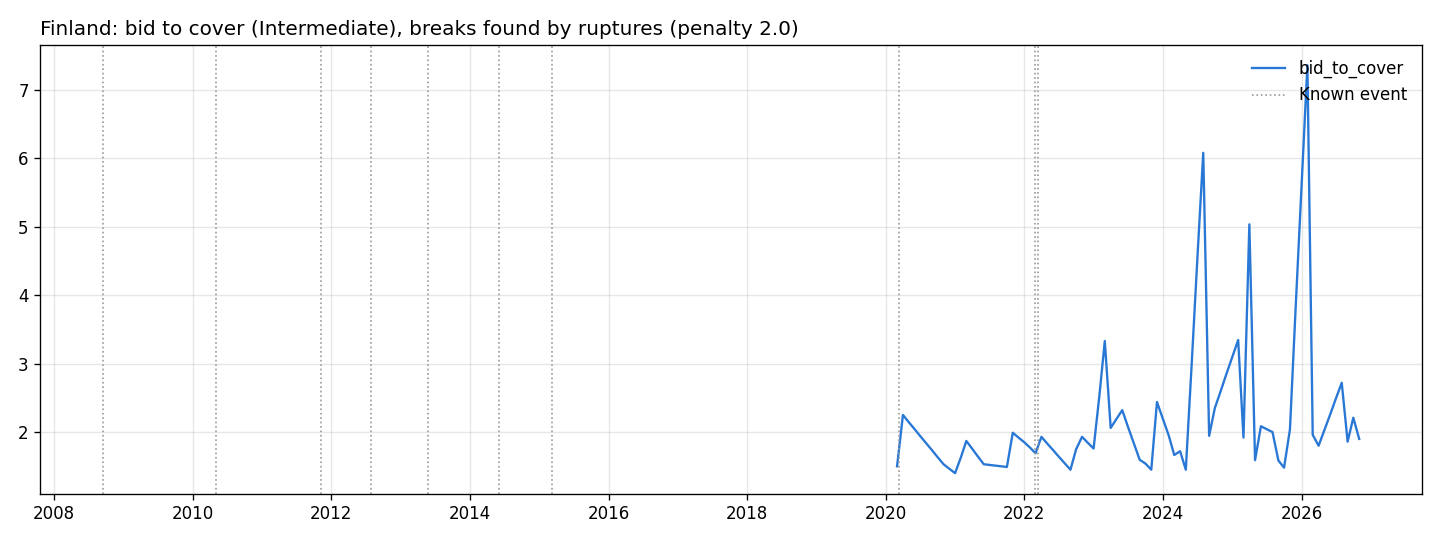 Finland: bid to cover (Intermediate), breaks found by ruptures (penalty 2.0)
bid_to_cover
Known event
7
6
5
4
3
2
2008 2010 2012 2014 2016 2018 2020 2022 2024 2026